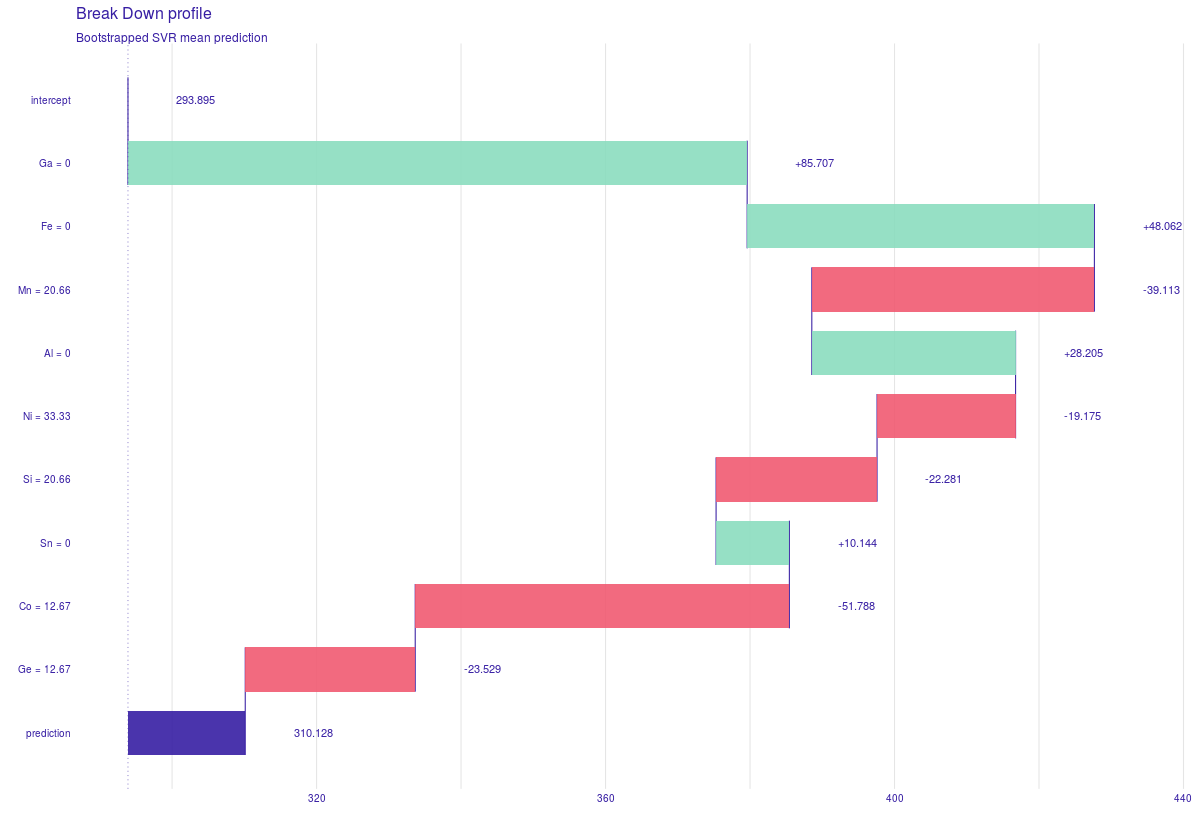 Break Down profile
Bootstrapped SVR mean prediction
intercept 293.895
Ga = 0 +85.707
Fe = 0 +48.062
Mn = 20.66 -39.113
Al = 0 +28.205
Ni = 33.33 -19.175
Si = 20.66 -22.281
Sn = 0 +10.144
Co = 12.67 -51.788
Ge = 12.67 -23.529
prediction 310.128
320 360 400 440